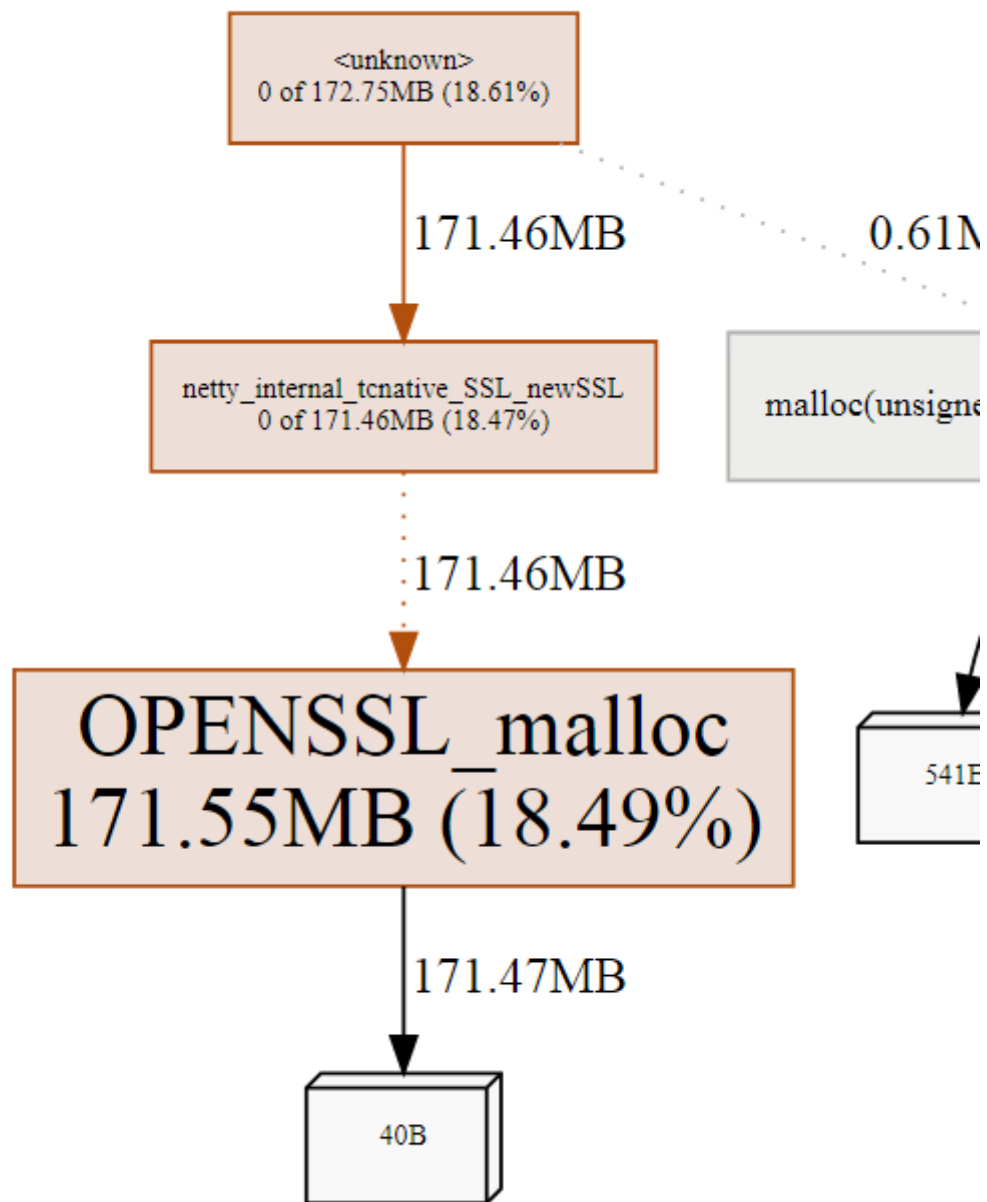 <unknown>
0 of 172.75MB (18.61%)
171.46MB
0.61M
netty_internal_tcnative_SSL_newSSL
0 of 171.46MB (18.47%)
malloc(unsigne
171.46MB
OPENSSL_malloc
171.55MB (18.49%)
541B
171.47MB
40B